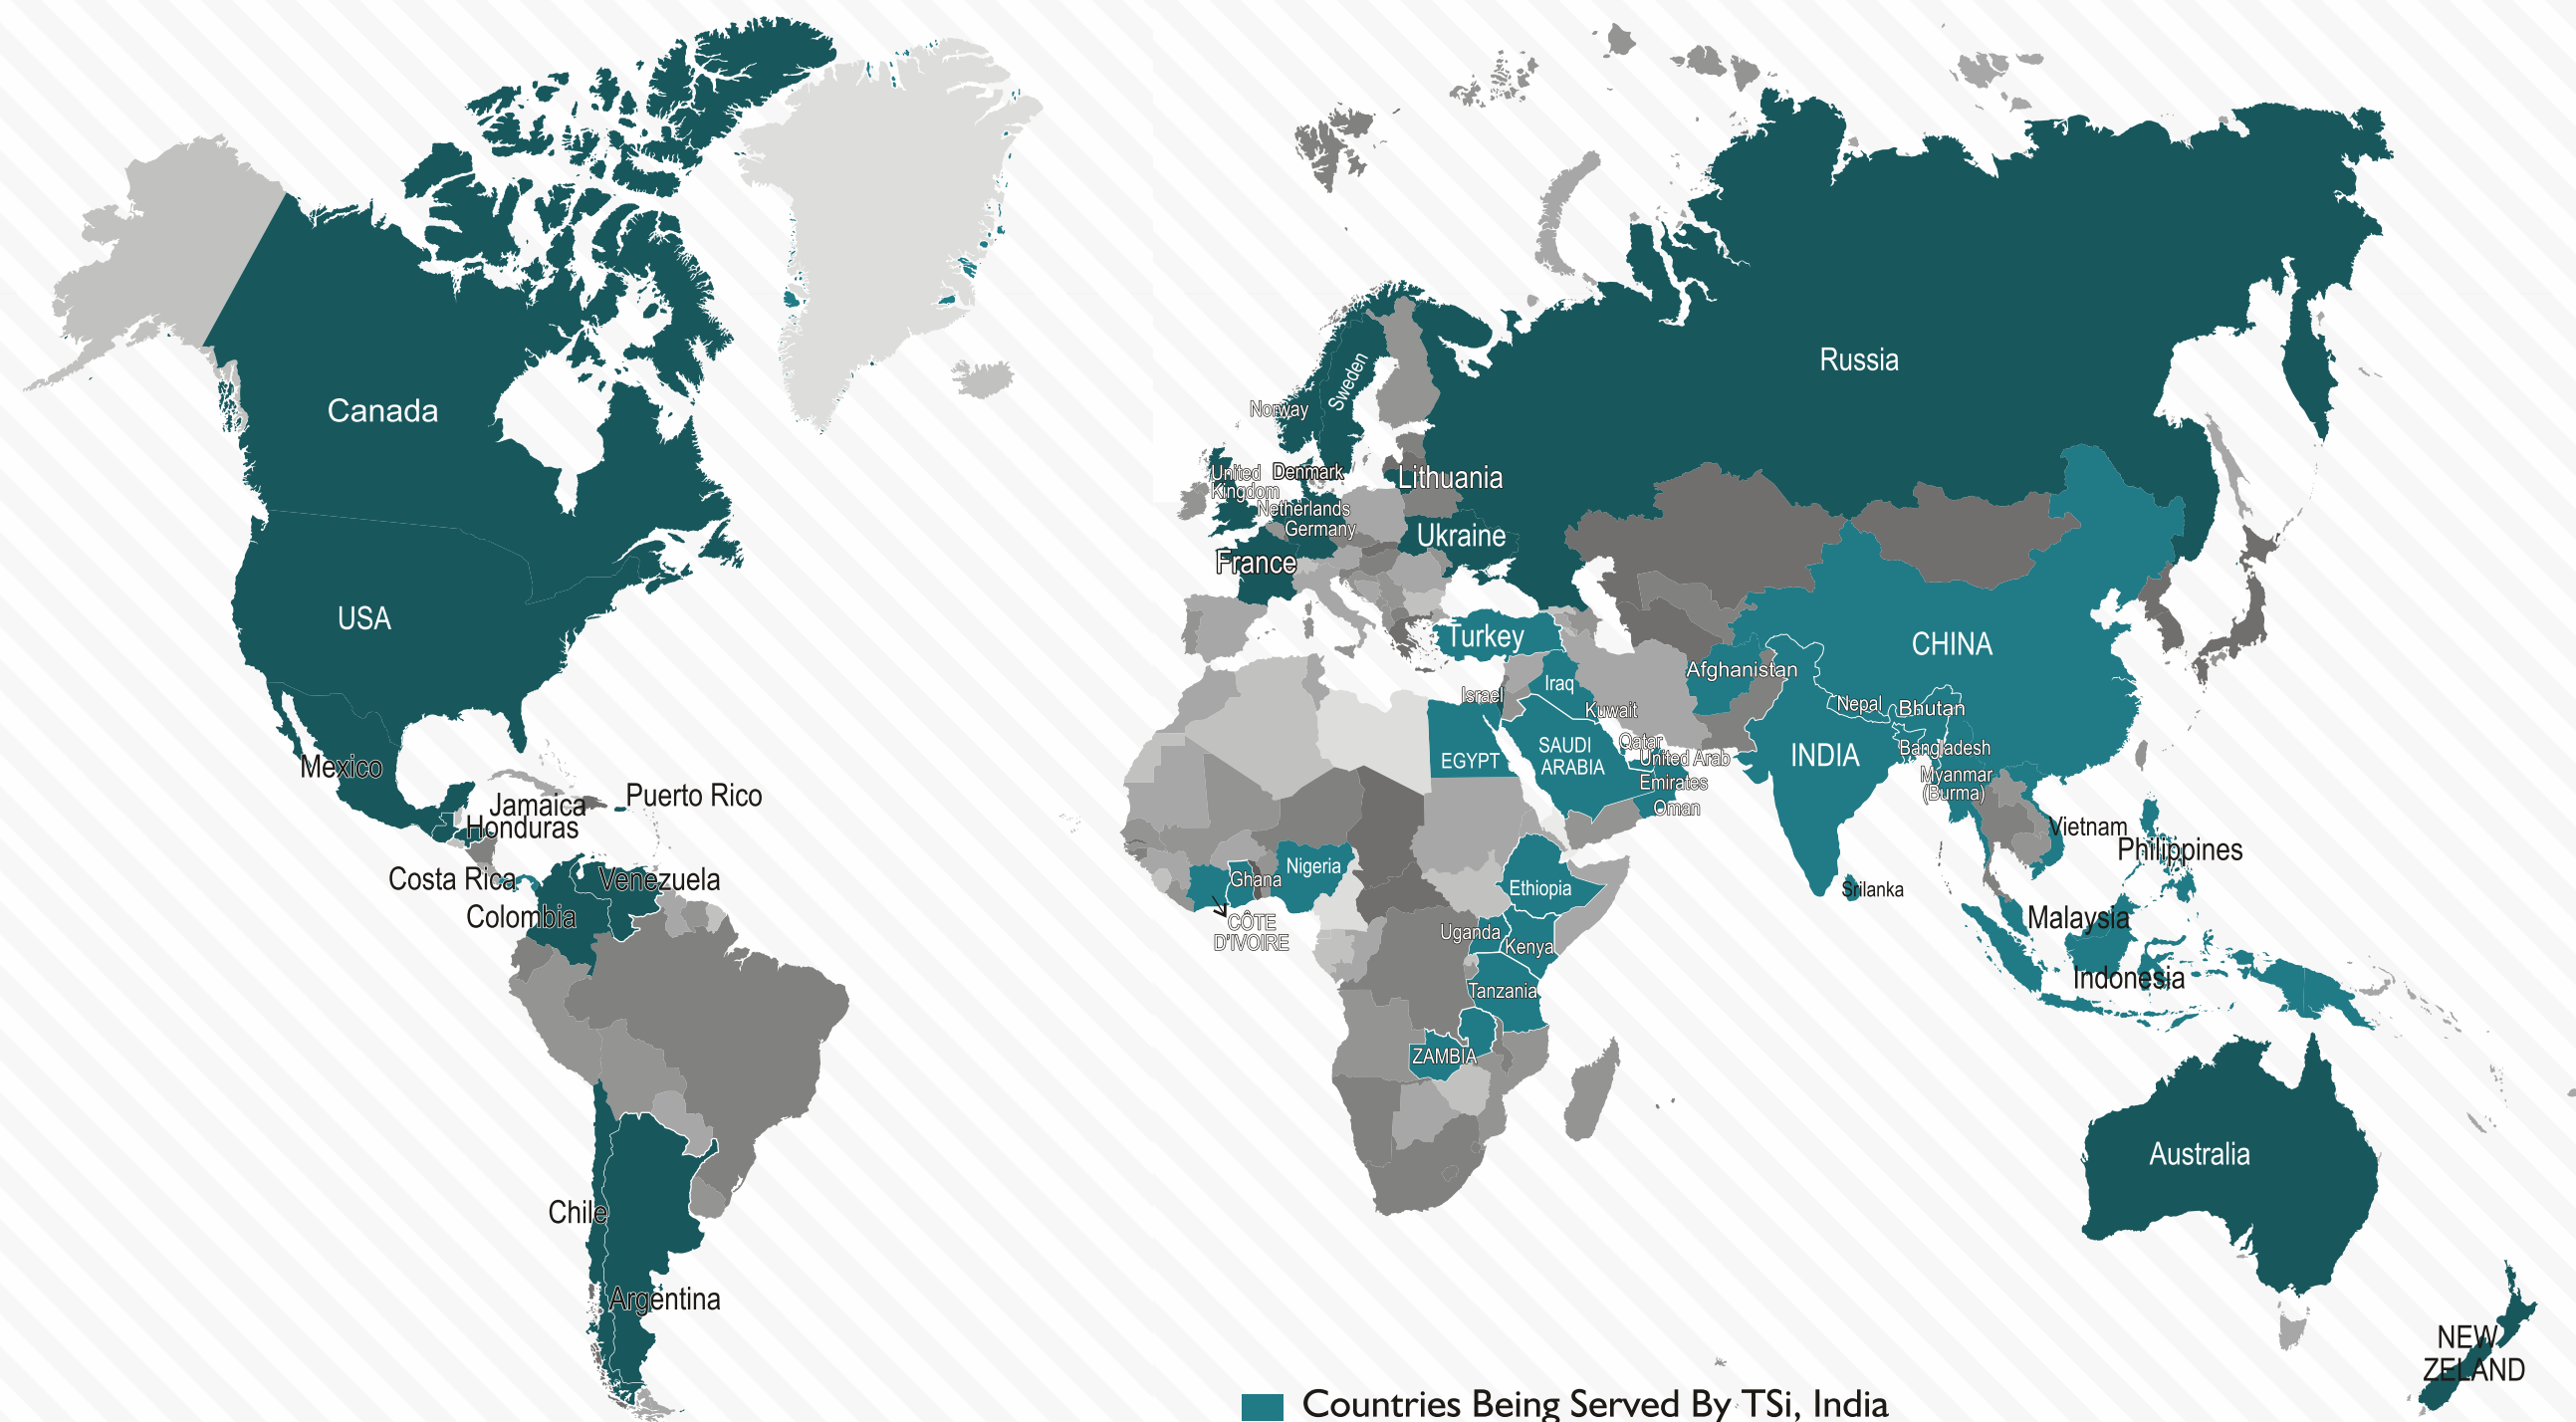 Canada
USA
Mexico
Jamaica
Honduras
Puerto Rico
Costa Rica
Venezuela
Colombia
Chile
Argentina
Russia
Sweden
Norway
United
Kingdom
Denmark
Lithuania
Netherlands
Germany
Ukraine
France
Turkey
CHINA
Afghanistan
Israel
Iraq
Kuwait
Nepal
Bhutan
SAUDI
ARABIA
Qatar
United Arab
Emirates
Oman
EGYPT
INDIA
Bangladesh
Myanmar
(Burma)
Vietnam
Philippines
Srilanka
Malaysia
Indonesia
Nigeria
Ghana
CÔTE
D'IVOIRE
Ethiopia
Uganda
Kenya
Tanzania
ZAMBIA
Australia
NEW
ZELAND
Countries Being Served By TSi, India